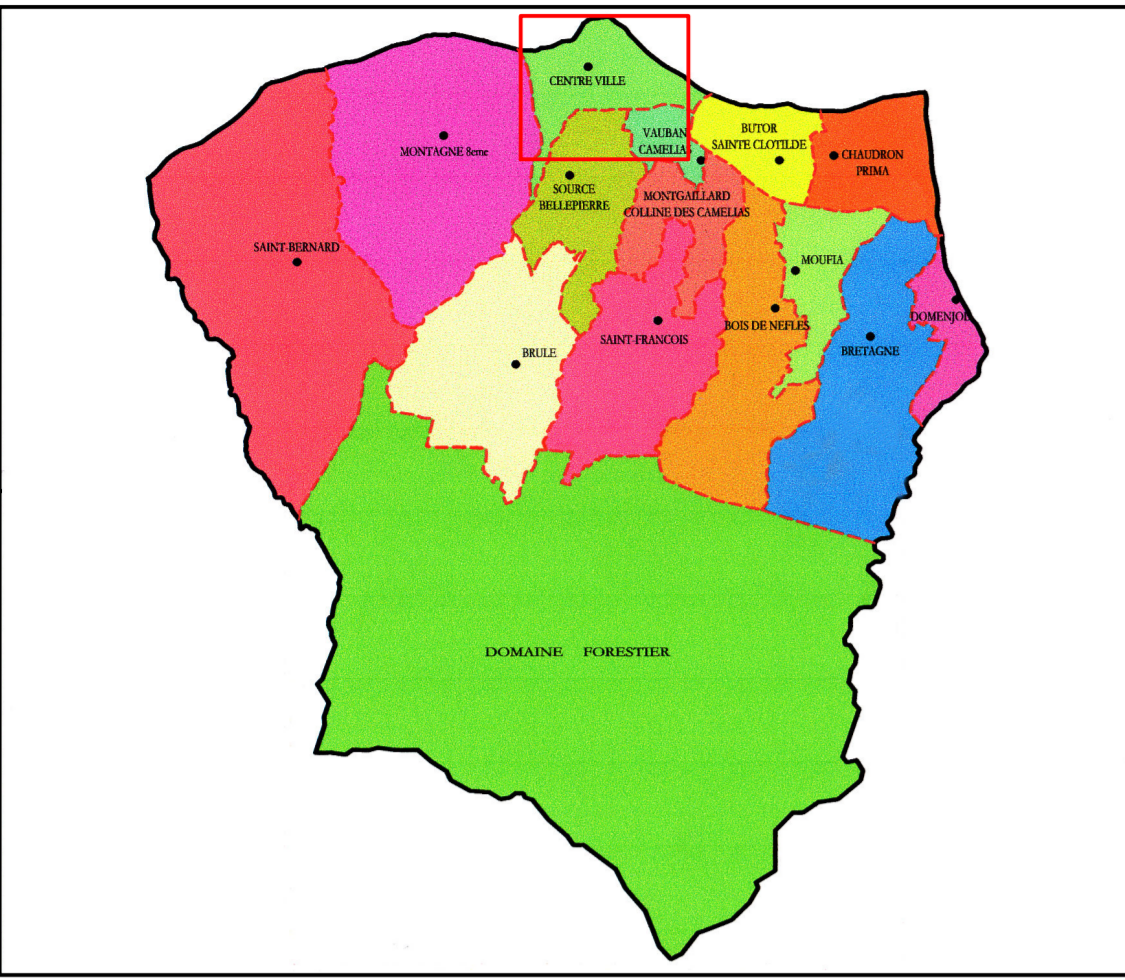 CENTRE VILLE
MONTAGNE 8eme
VAUBAN
CAMELIA
BUTOR
SAINTE CLOTILDE
CHAUDRON
PRIMA
SOURCE
BELLEPIERRE
MONTGAILLARD
COLLINE DES CAMELIAS
SAINT-BERNARD
MOUFIA
DOMENJOD
BOIS DE NEFLES
SAINT-FRANCOIS
BRETAGNE
BRULE
DOMAINE FORESTIER